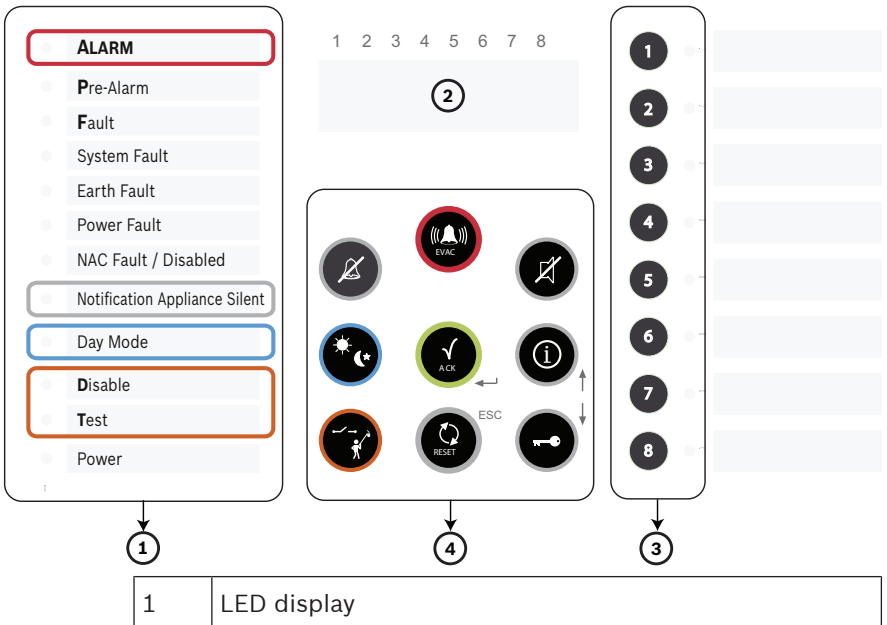 ALARM
Pre-Alarm
Fault
System Fault
Earth Fault
Power Fault
NAC Fault / Disabled
Notification Appliance Silent
Day Mode
Disable
Test
Power
1
1 2 3 4 5 6 7 8
2
EVAC
ACK
ESC
RESET
4
1
2
3
4
5
6
7
8
3
1 LED display